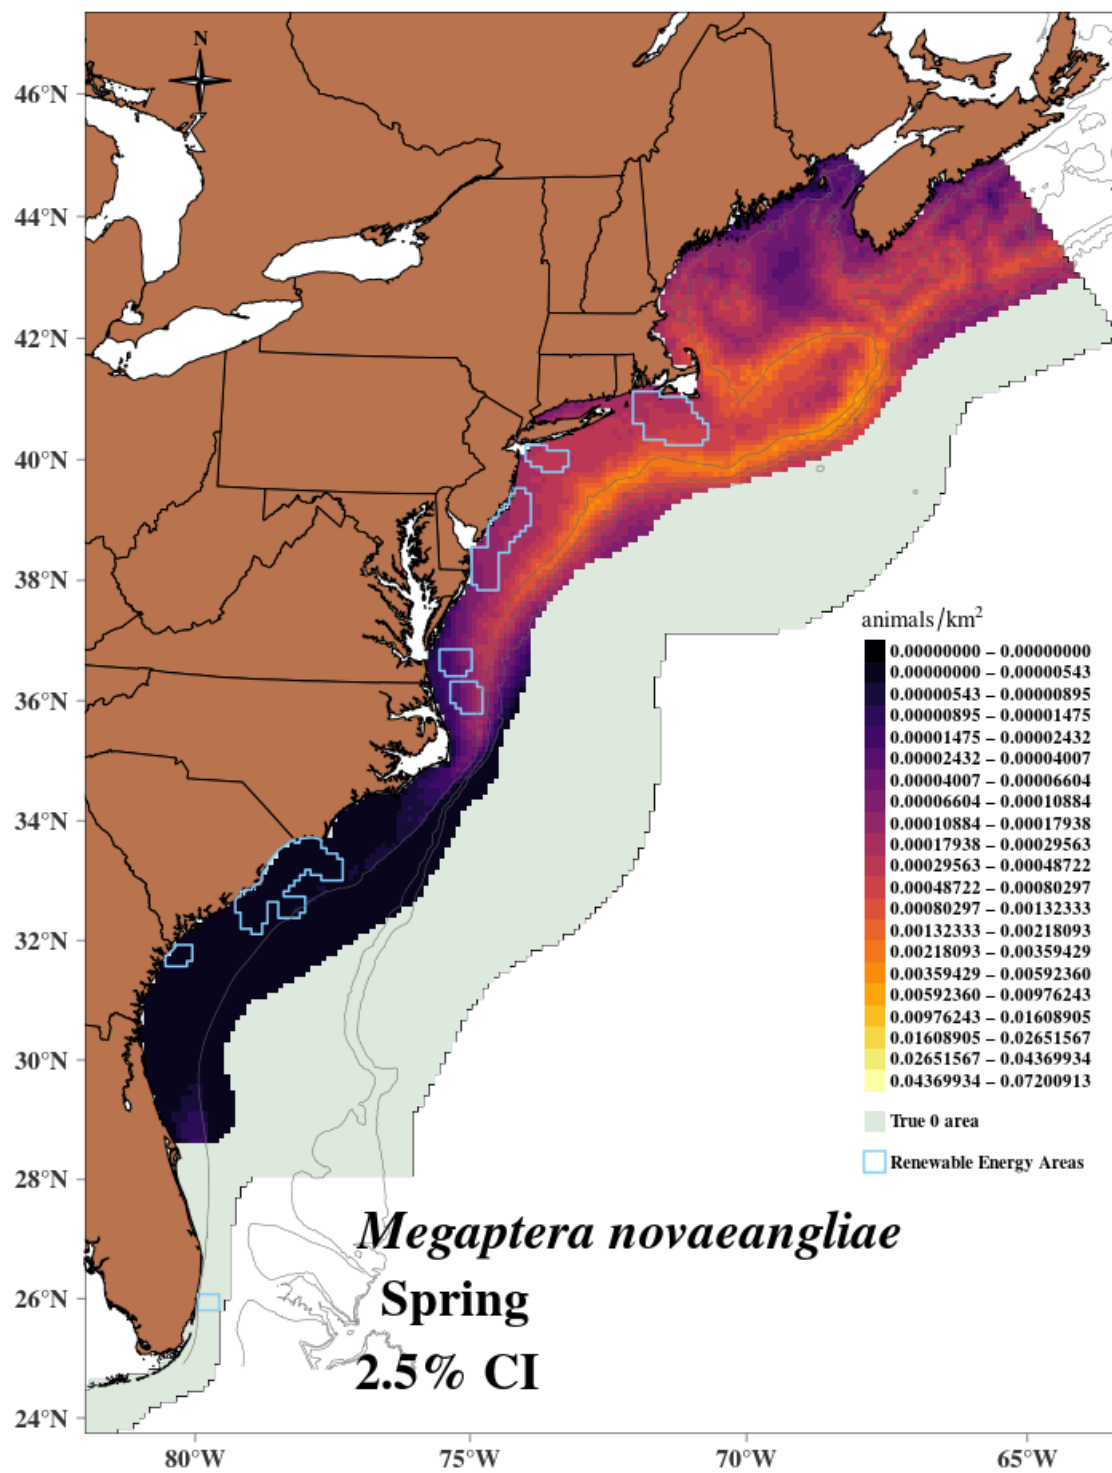 N
46°N
44°N
42°N
40°N
38°N
36°N
34°N
32°N
30°N
28°N
26°N
24°N
80°W
75°W
70°W
65°W
animals/km²
0.00000000 – 0.00000000
0.00000000 – 0.00000543
0.00000543 – 0.00000895
0.00000895 – 0.00001475
0.00001475 – 0.00002432
0.00002432 – 0.00004007
0.00004007 – 0.00006604
0.00006604 – 0.00010884
0.00010884 – 0.00017938
0.00017938 – 0.00029563
0.00029563 – 0.00048722
0.00048722 – 0.00080297
0.00080297 – 0.00132333
0.00132333 – 0.00218093
0.00218093 – 0.00359429
0.00359429 – 0.00592360
0.00592360 – 0.00976243
0.00976243 – 0.01608905
0.01608905 – 0.02651567
0.02651567 – 0.04369934
0.04369934 – 0.07200913
True 0 area
Renewable Energy Areas
Megaptera novaeangliae
Spring
2.5% CI